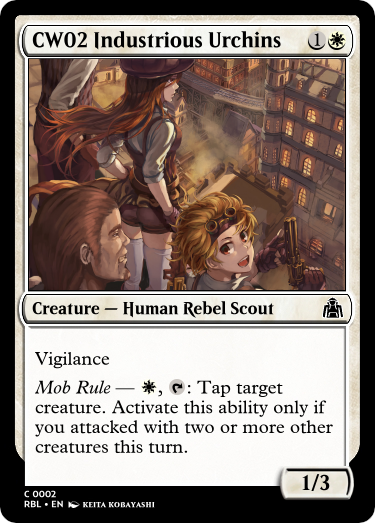 CW02 Industrious Urchins 1
Creature — Human Rebel Scout
Vigilance
Mob Rule — , : Tap target
creature. Activate this ability only if
you attacked with two or more other
creatures this turn.
1/3
C 0002
RBL • EN KEITA KOBAYASHI